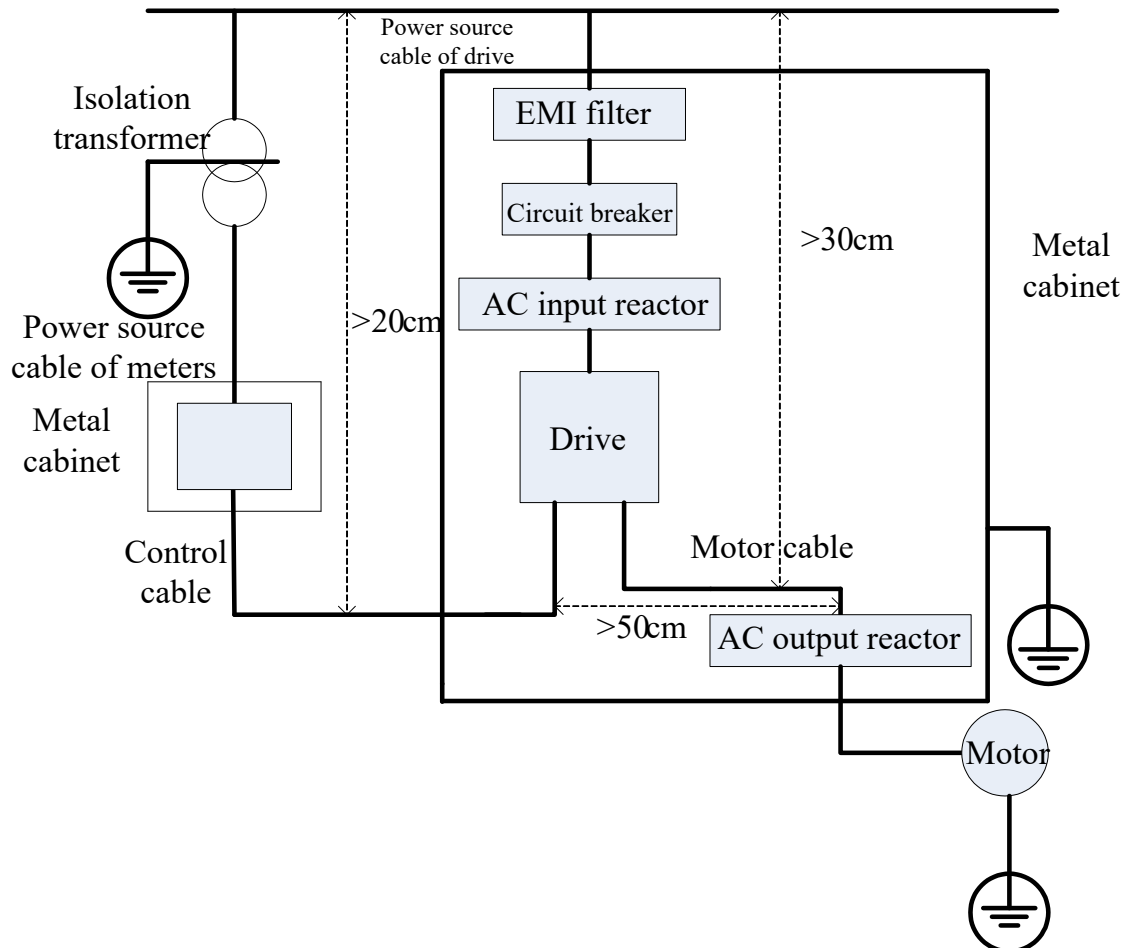 Power source
cable of drive
Isolation
transformer
EMI filter
Circuit breaker
>30cm
Metal
cabinet
AC input reactor
>20cm
Power source
cable of meters
Metal
cabinet
Drive
Control
cable
Motor cable
>50cm
AC output reactor
Motor